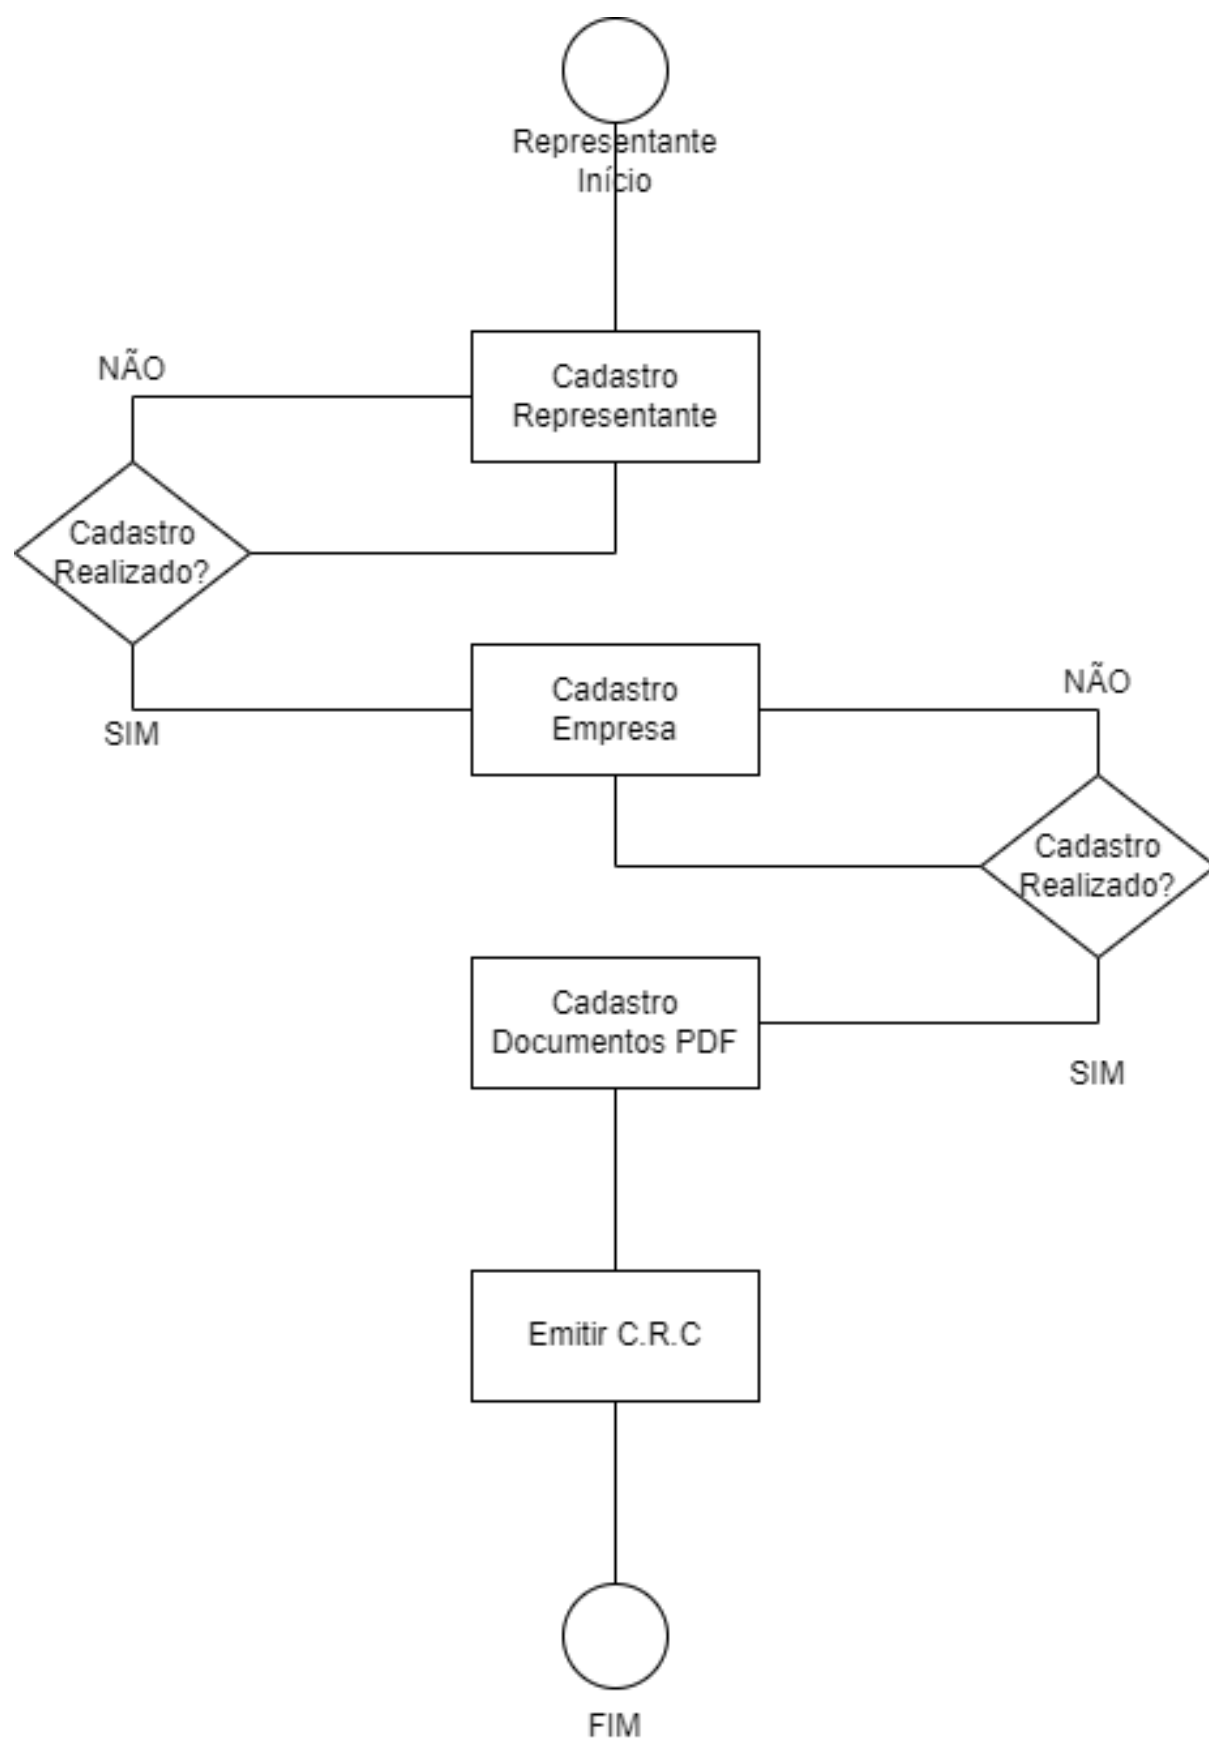 Representante
Início
Cadastro
Representante
NÃO
Cadastro
Realizado?
SIM
Cadastro
Empresa
NÃO
Cadastro
Realizado?
SIM
Cadastro
Documentos PDF
Emitir C.R.C
FIM